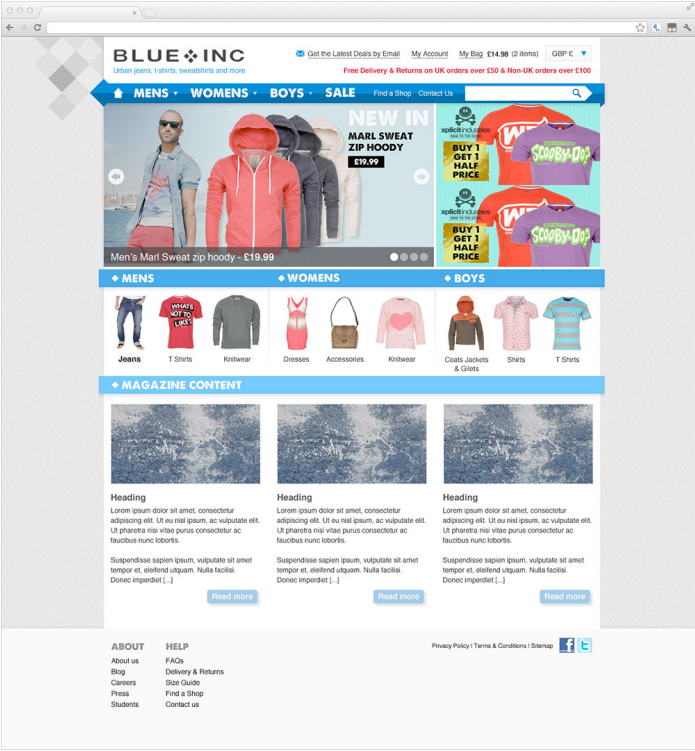 BLUE INC
Urban jeans, t-shirts, sweatshirts and more
Get the Latest Deals by Email My Account My Bag £14.98 (2 items) GBP £
Free Delivery & Returns on UK orders over £50 & Non-UK orders over £100
MENS WOMENS BOYS SALE Find a Shop Contact Us
NEW IN
MARL SWEAT
ZIP HOODY
£19.99
Men's Marl Sweat zip hoody - £19.99
xplicitindustries
BUY 1
GET 1
HALF
PRICE
SCOOBY-DOO?
xplicitindustries
BUY 1
GET 1
HALF
PRICE
SCOOBY-DOO?
MENS WOMENS BOYS
WHATS
NOT TO
LIKE?
Jeans T Shirts Knitwear Dresses Accessories Knitwear Coats Jackets & Gilets Shirts T Shirts
MAGAZINE CONTENT
Heading
Lorem ipsum dolor sit amet, consectetur
adipiscing elit. Ut eu nisl ipsum, ac vulputate elit.
Ut pharetra nisi vitae purus consectetur ac
faucibus nunc lobortis.
Suspendisse sapien ipsum, vulputate sit amet
tempor et, eleifend utquam. Nulla facilisi.
Donec imperdiet [...]
Read more
Heading
Lorem ipsum dolor sit amet, consectetur
adipiscing elit. Ut eu nisl ipsum, ac vulputate elit.
Ut pharetra nisi vitae purus consectetur ac
faucibus nunc lobortis.
Suspendisse sapien ipsum, vulputate sit amet
tempor et, eleifend utquam. Nulla facilisi.
Donec imperdiet [...]
Read more
Heading
Lorem ipsum dolor sit amet, consectetur
adipiscing elit. Ut eu nisl ipsum, ac vulputate elit.
Ut pharetra nisi vitae purus consectetur ac
faucibus nunc lobortis.
Suspendisse sapien ipsum, vulputate sit amet
tempor et, eleifend utquam. Nulla facilisi.
Donec imperdiet [...]
Read more
ABOUT
About us
Blog
Careers
Press
Students
HELP
FAQs
Delivery & Returns
Size Guide
Find a Shop
Contact us
Privacy Policy | Terms & Conditions | Sitemap